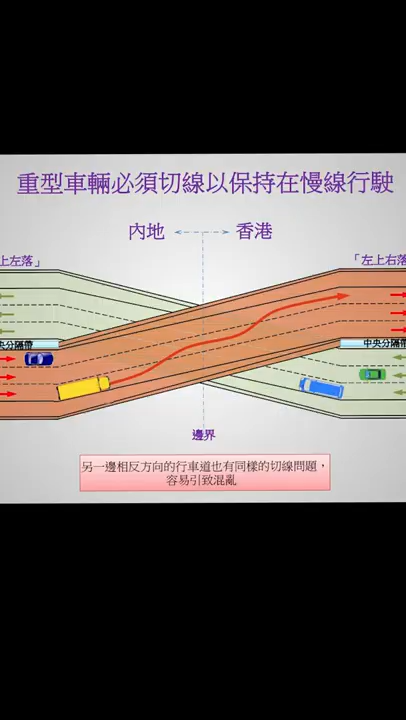 重型車輛必須切線以保持在慢線行駛
內地 香港
上左落」 「左上右落
央分隔帶 中央分隔帶
邊界
另一邊相反方向的行車道也有同樣的切線問題，
容易引致混亂